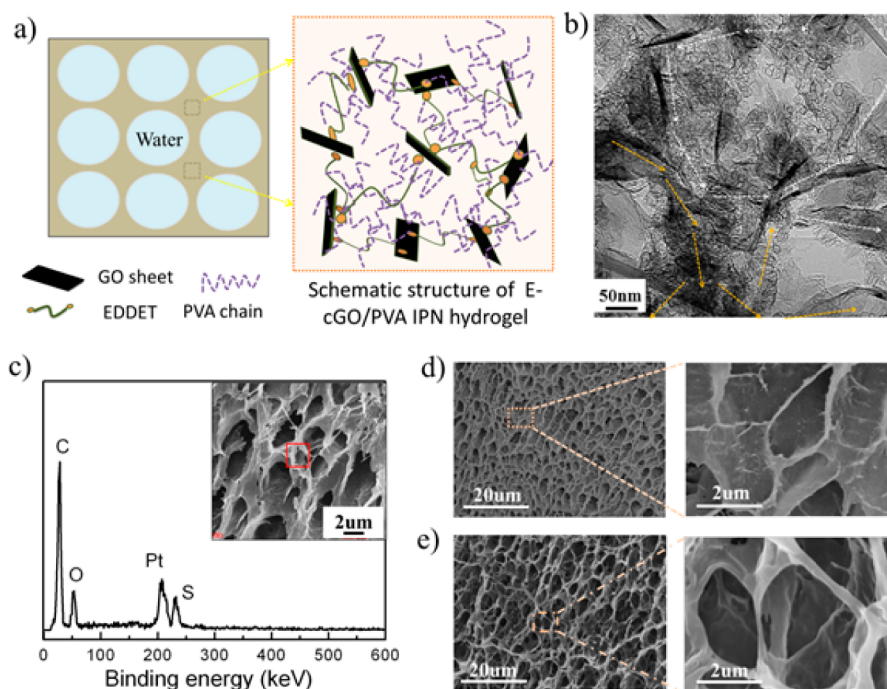 a)
Water
GO sheet
EDDET
PVA chain
Schematic structure of E-
cGO/PVA IPN hydrogel
b)
50nm
c)
C
O
Pt
S
2um
0 100 200 300 400 500 600
Binding energy (keV)
d)
20um
2um
e)
20um
2um